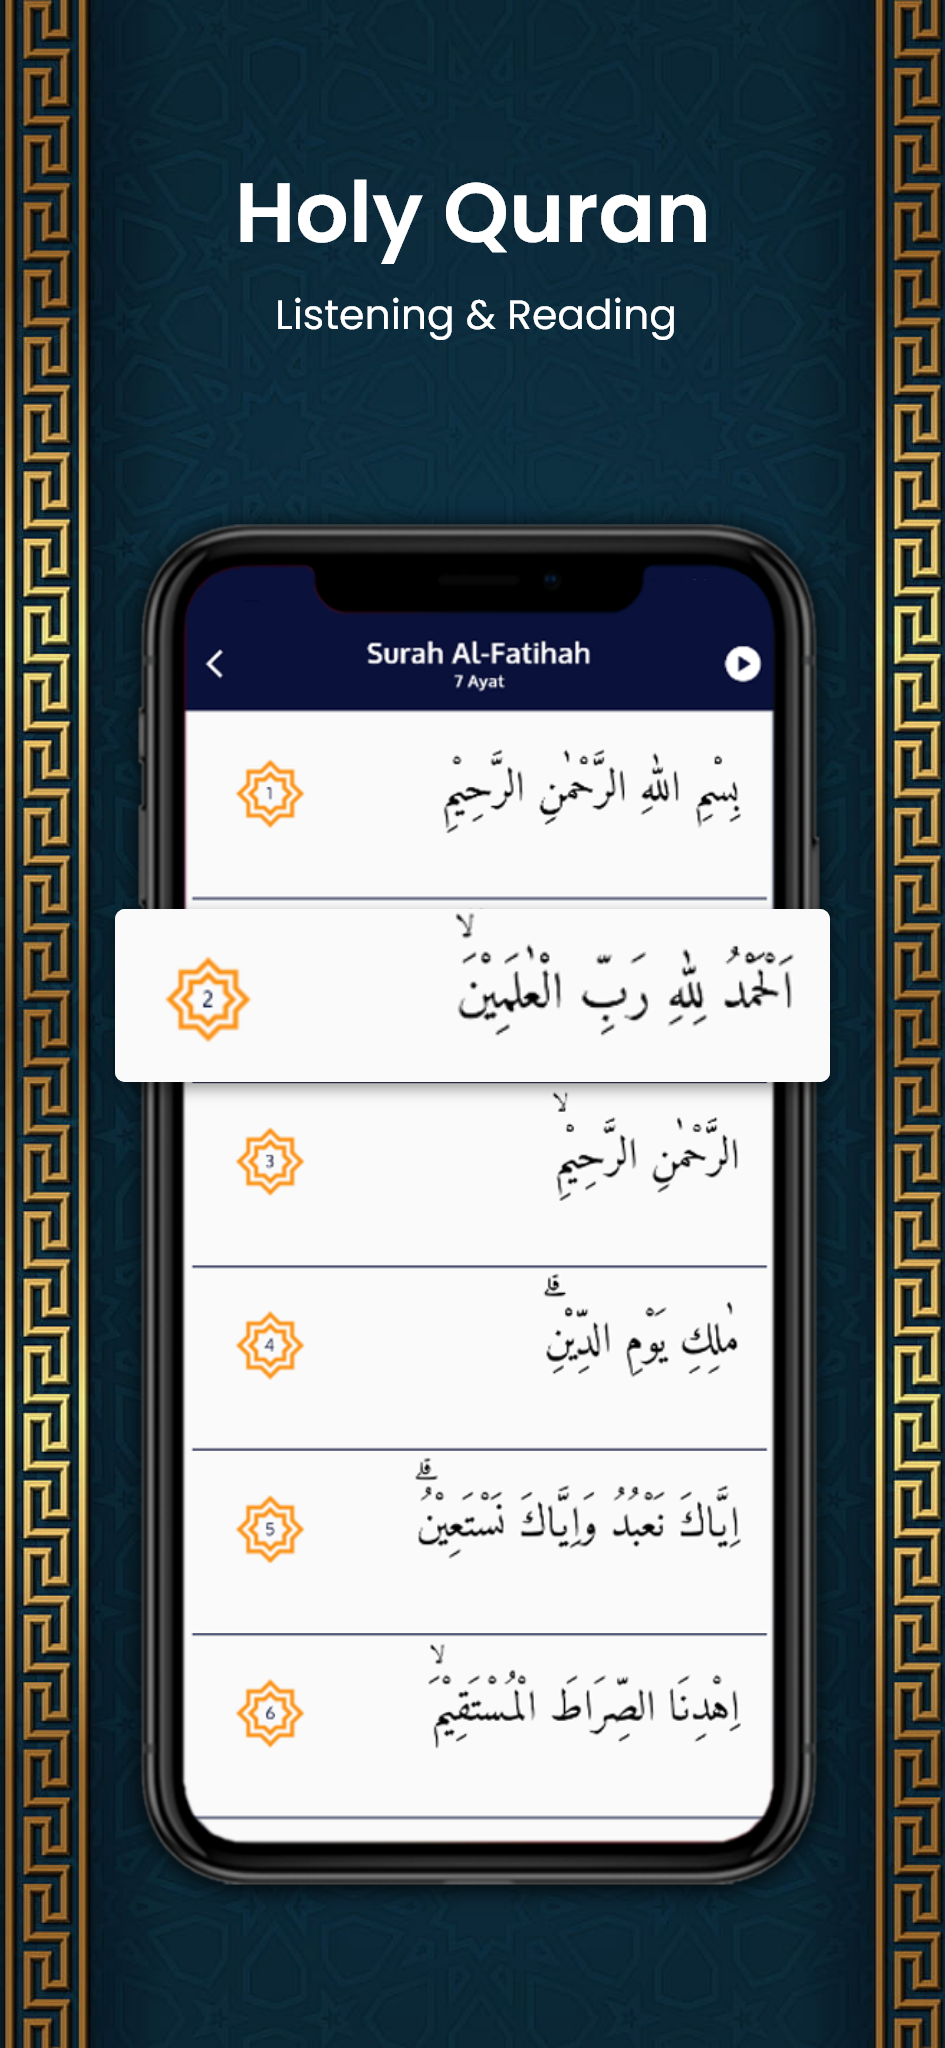 Holy Quran
Listening & Reading
Surah Al-Fatihah
7 Ayat
بِسْمِ اللّٰهِ الرَّحْمٰنِ الرَّحِيْمِ
1
اَلْحَمْدُ لِلّٰهِ رَبِّ الْعٰلَمِيْنَۙ
2
الرَّحْمٰنِ الرَّحِيْمِۙ
3
مٰلِكِ يَوْمِ الدِّيْنِۗ
4
اِيَّاكَ نَعْبُدُ وَاِيَّاكَ نَسْتَعِيْنُۗ
5
اِهْدِنَا الصِّرَاطَ الْمُسْتَقِيْمَۙ
6